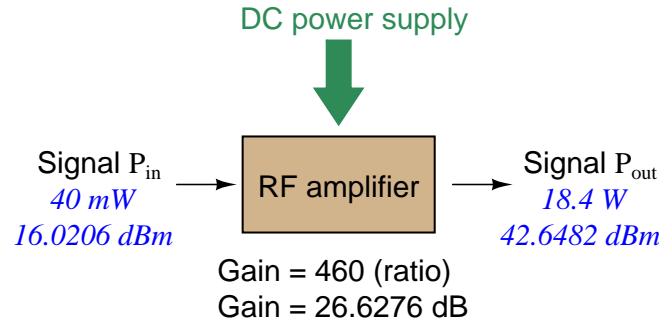 DC power supply
Signal Pin
40 mW
16.0206 dBm
RF amplifier
Signal Pout
18.4 W
42.6482 dBm
Gain = 460 (ratio)
Gain = 26.6276 dB